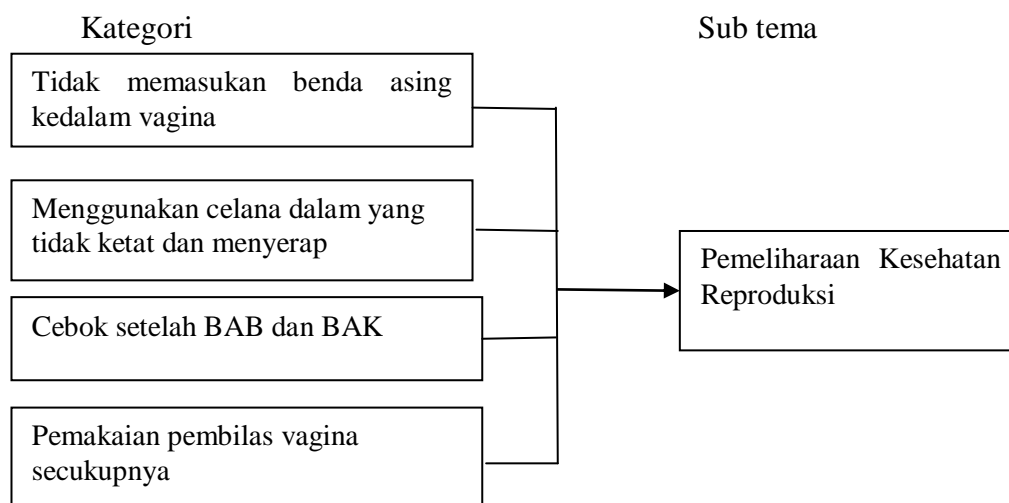 Kategori
Sub tema
Tidak memasukan benda asing
kedalam vagina
Menggunakan celana dalam yang
tidak ketat dan menyerap
Cebok setelah BAB dan BAK
Pemakaian pembilas vagina
secukupnya
Pemeliharaan Kesehatan
Reproduksi